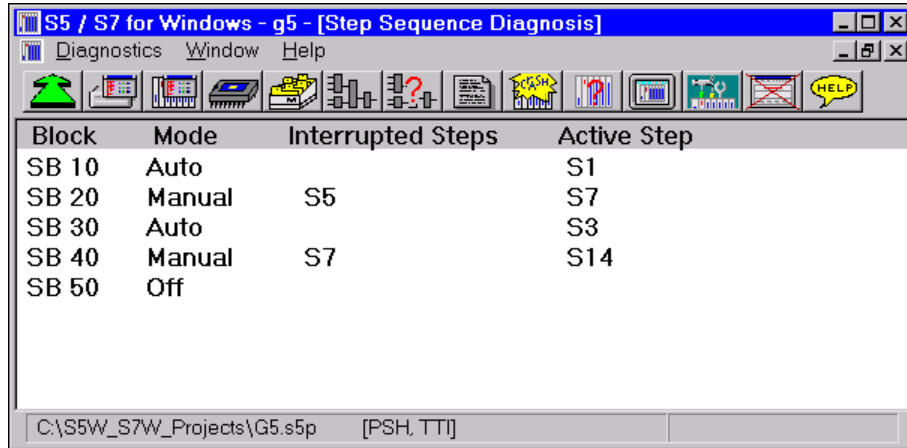 S5 / S7 for Windows - g5 - [Step Sequence Diagnosis]
Diagnostics Window Help
CRASH HELP
Block Mode Interrupted Steps Active Step
SB 10 Auto S1
SB 20 Manual S5 S7
SB 30 Auto S3
SB 40 Manual S7 S14
SB 50 Off
C:\S5W_S7W_Projects\G5.s5p [PSH, TTI]